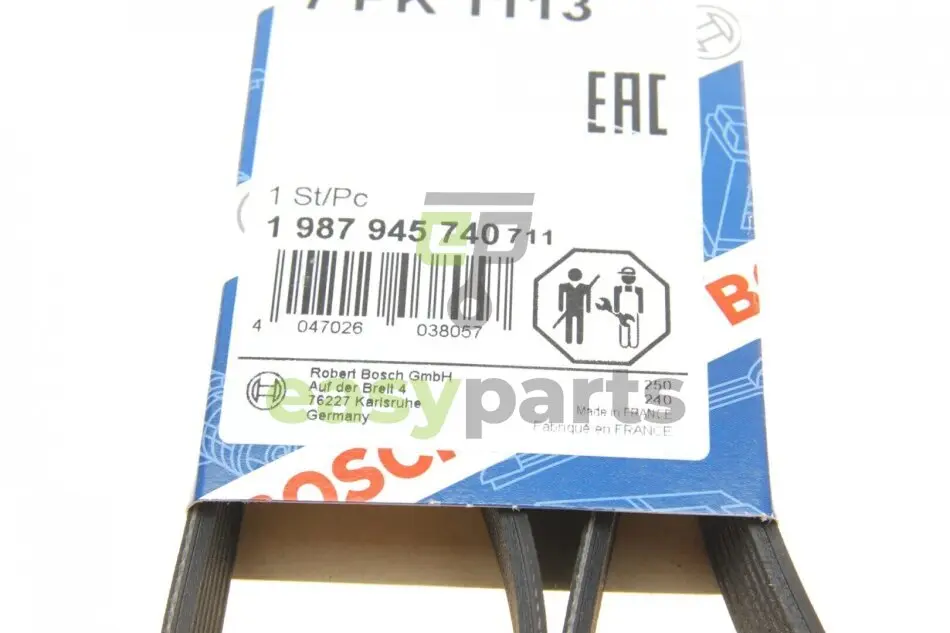 7 PK 1113
EAC
1 St/Pc
1 987 945 740 711
4 047026 038057
Robert Bosch GmbH
Auf der Breit 4
76227 Karlsruhe
Germany
250
240
Made in FRANCE
Fabriqué en FRANCE
easyparts
BOSCH
B